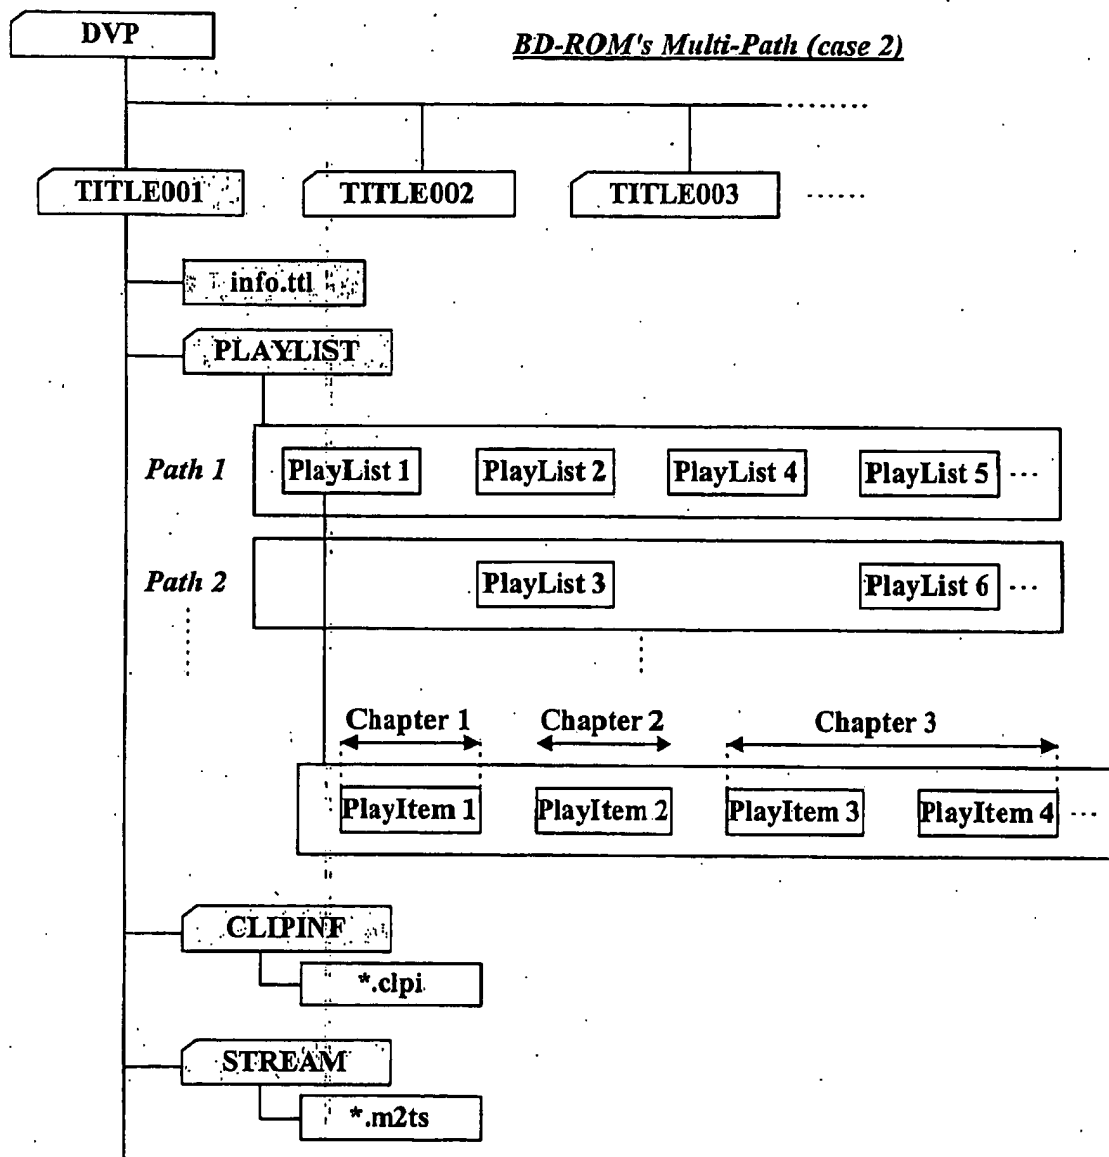 DVP
BD-ROM's Multi-Path (case 2)
TITLE001
TITLE002
TITLE003
info.ttl
PLAYLIST
Path 1
PlayList 1
PlayList 2
PlayList 4
PlayList 5
Path 2
PlayList 3
PlayList 6
Chapter 1
Chapter 2
Chapter 3
PlayItem 1
PlayItem 2
PlayItem 3
PlayItem 4
CLIPINF
*.clpi
STREAM
*.m2ts